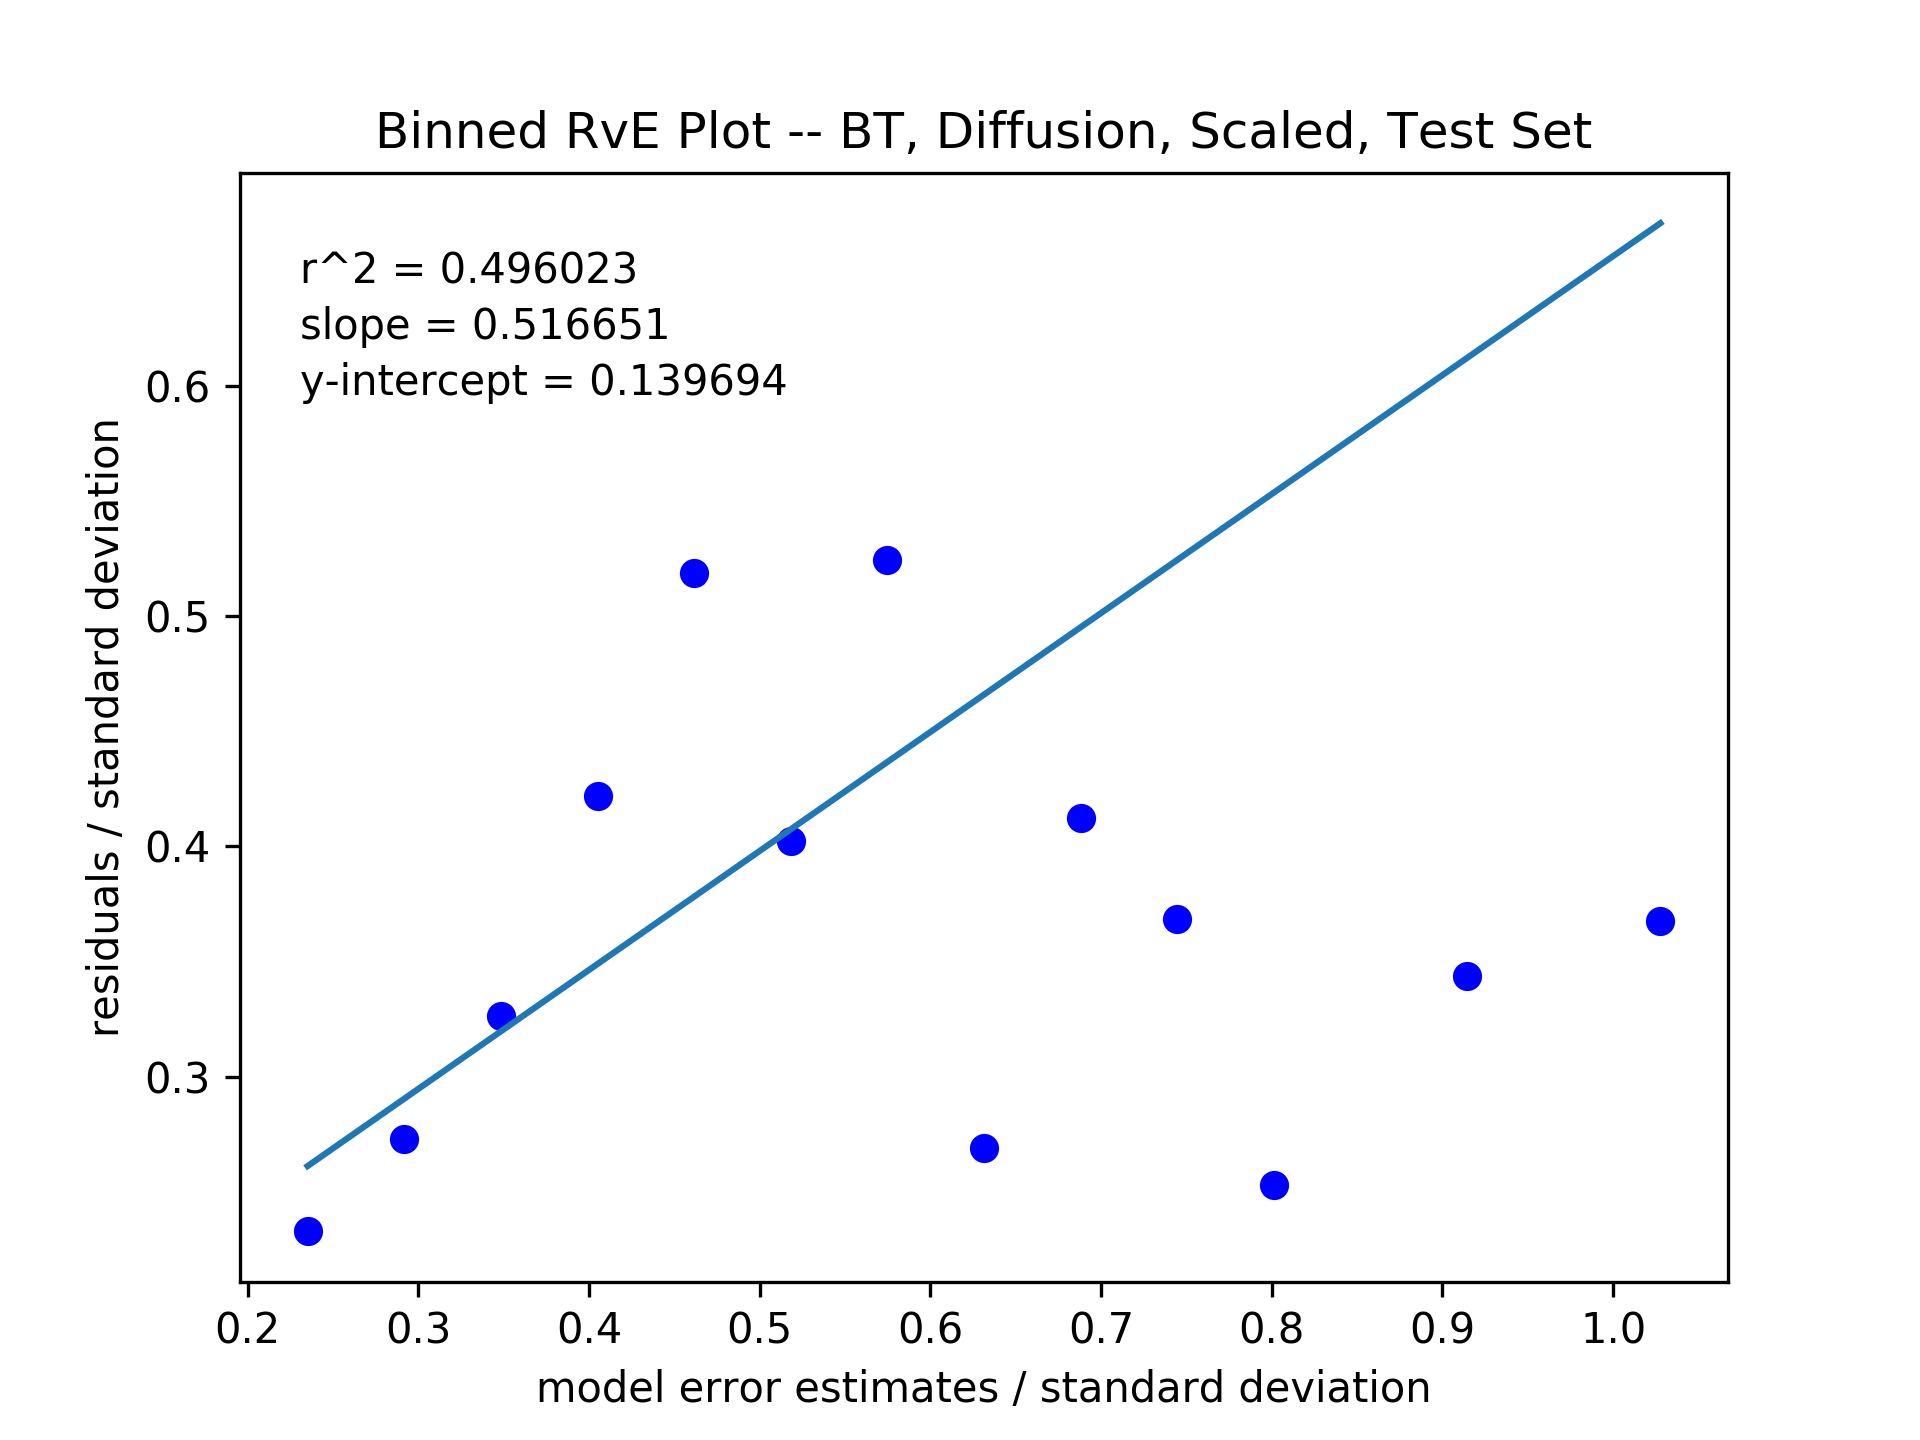 Binned RvE Plot -- BT, Diffusion, Scaled, Test Set
r^2 = 0.496023
slope = 0.516651
y-intercept = 0.139694
residuals / standard deviation
0.6
0.5
0.4
0.3
0.2 0.3 0.4 0.5 0.6 0.7 0.8 0.9 1.0
model error estimates / standard deviation